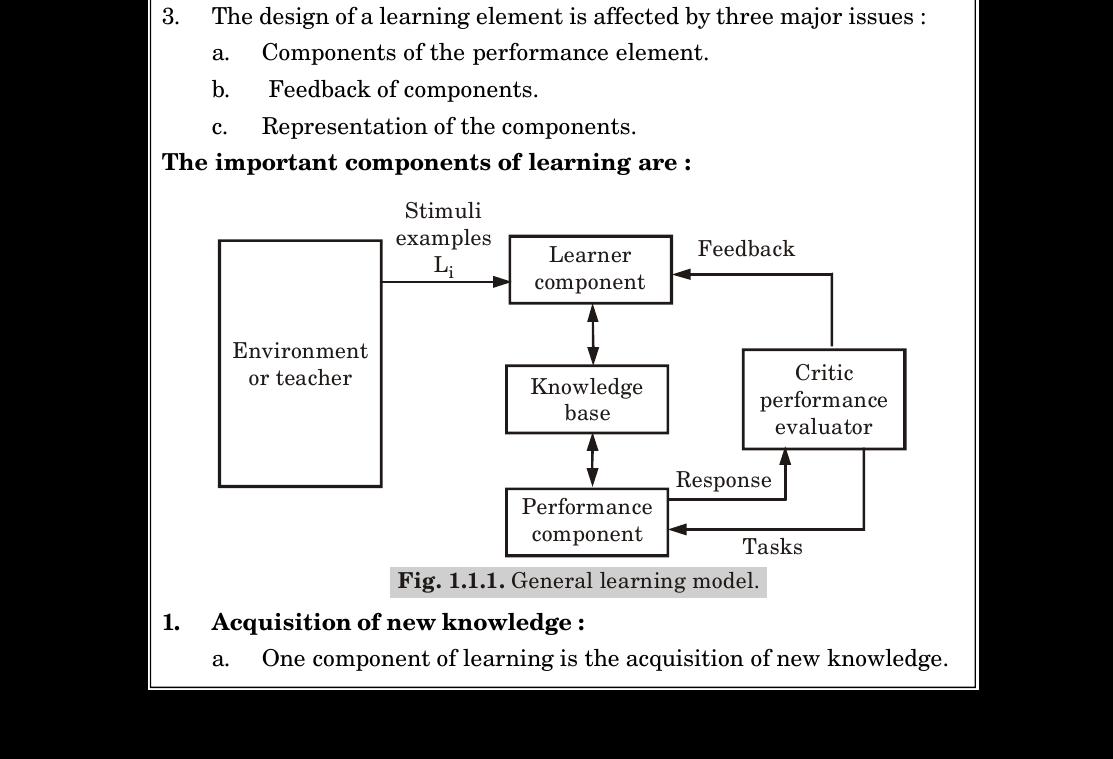 3. The design of a learning element is affected by three major issues :
a. Components of the performance element.
b. Feedback of components.
c. Representation of the components.
The important components of learning are :
Stimuli
examples
Li
Learner
component
Feedback
Environment
or teacher
Knowledge
base
Critic
performance
evaluator
Response
Performance
component
Tasks
Fig. 1.1.1. General learning model.
1. Acquisition of new knowledge :
a. One component of learning is the acquisition of new knowledge.